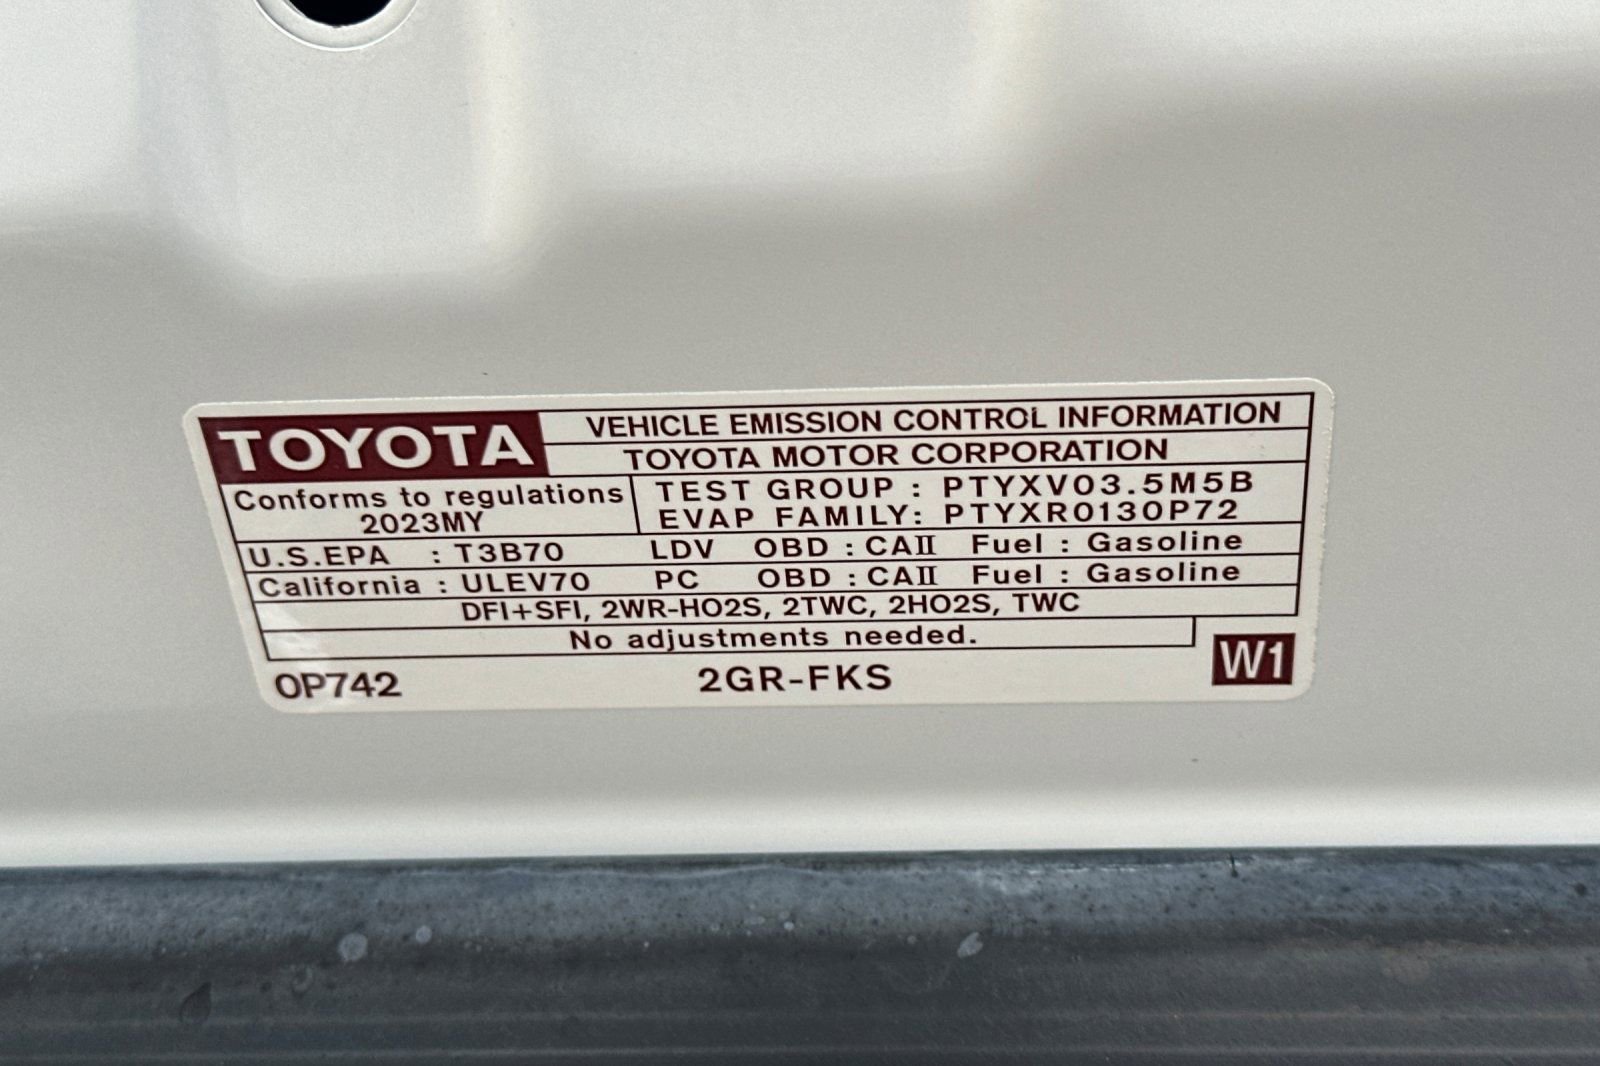 TOYOTA
VEHICLE EMISSION CONTROL INFORMATION
TOYOTA MOTOR CORPORATION
Conforms to regulations
2023MY
TEST GROUP : PTYXV03.5M5B
EVAP FAMILY: PTYXR0130P72
U.S.EPA : T3B70 LDV OBD : CAII Fuel : Gasoline
California : ULEV70 PC OBD : CAII Fuel : Gasoline
DFI+SFI, 2WR-HO2S, 2TWC, 2HO2S, TWC
No adjustments needed.
0P742 2GR-FKS W1